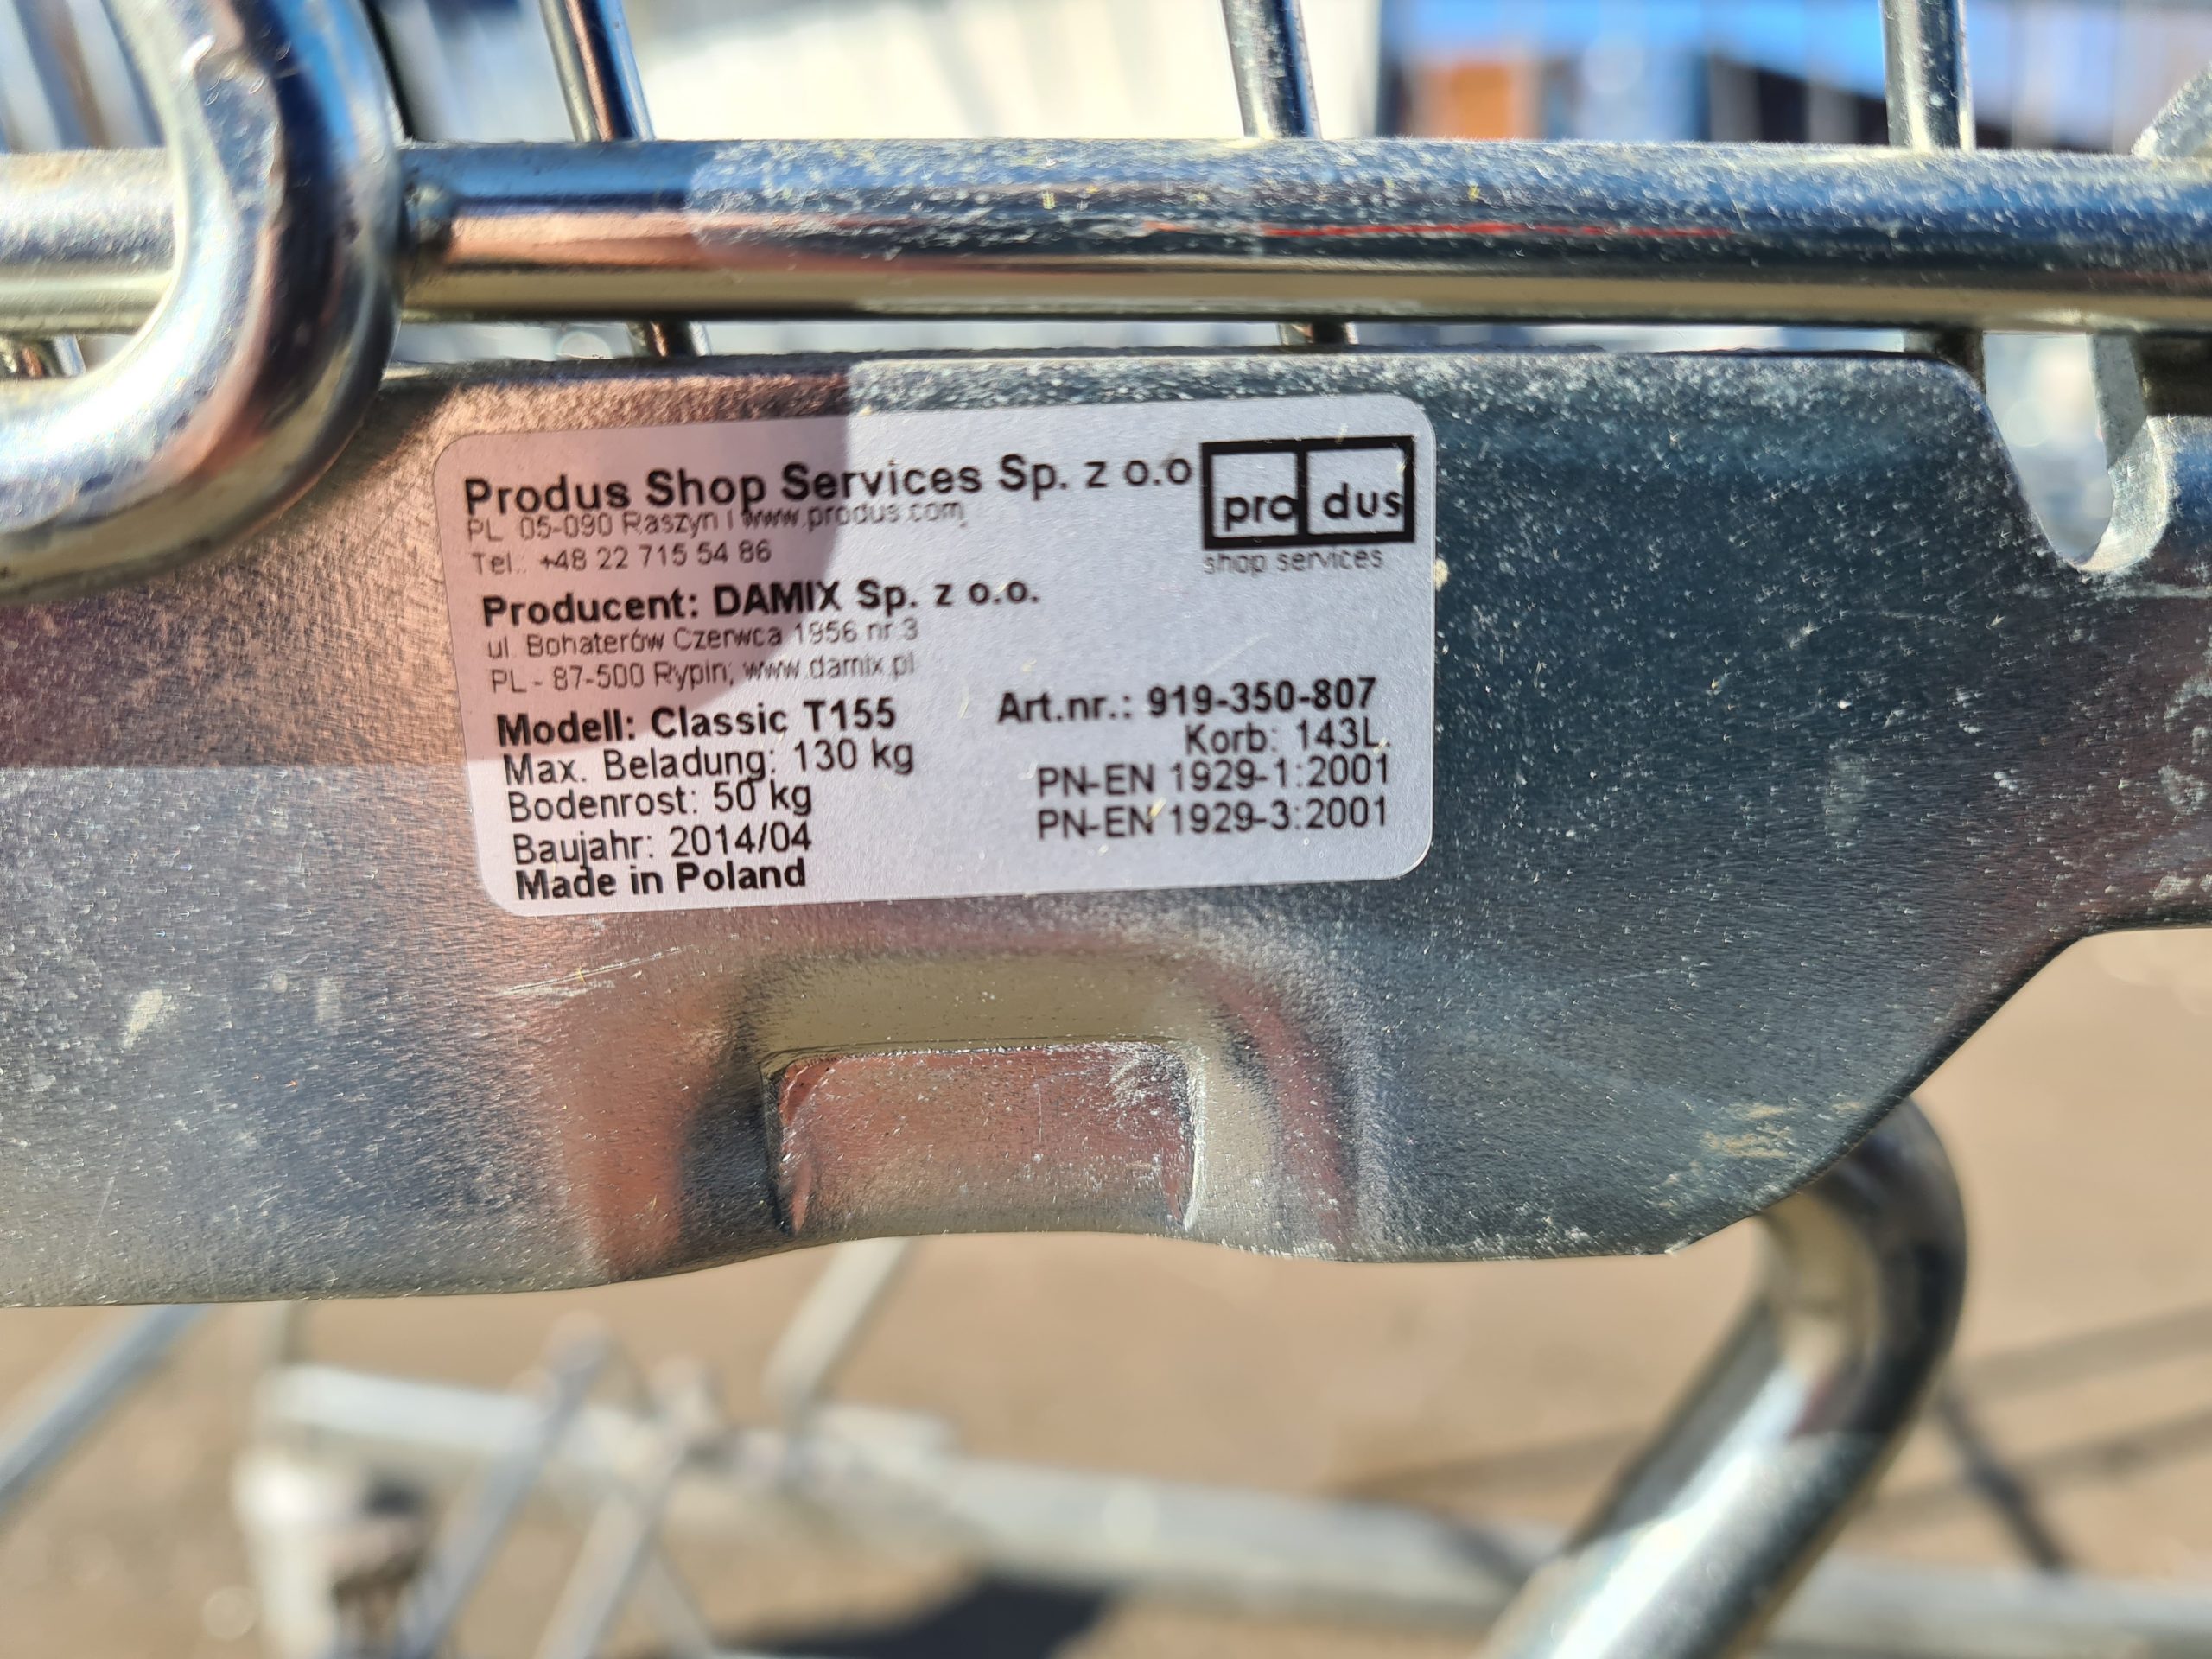 Produs Shop Services Sp. z o.o
pro dus
shop services
PL 05-090 Raszyn | www.produs.com
Tel.: +48 22 715 54 86
Producent: DAMIX Sp. z o.o.
ul. Bohaterów Czerwca 1956 nr 3
PL - 87-500 Rypin; www.damix.pl
Modell: Classic T155
Max. Beladung: 130 kg
Bodenrost: 50 kg
Baujahr: 2014/04
Made in Poland
Art.nr.: 919-350-807
Korb: 143L.
PN-EN 1929-1:2001
PN-EN 1929-3:2001